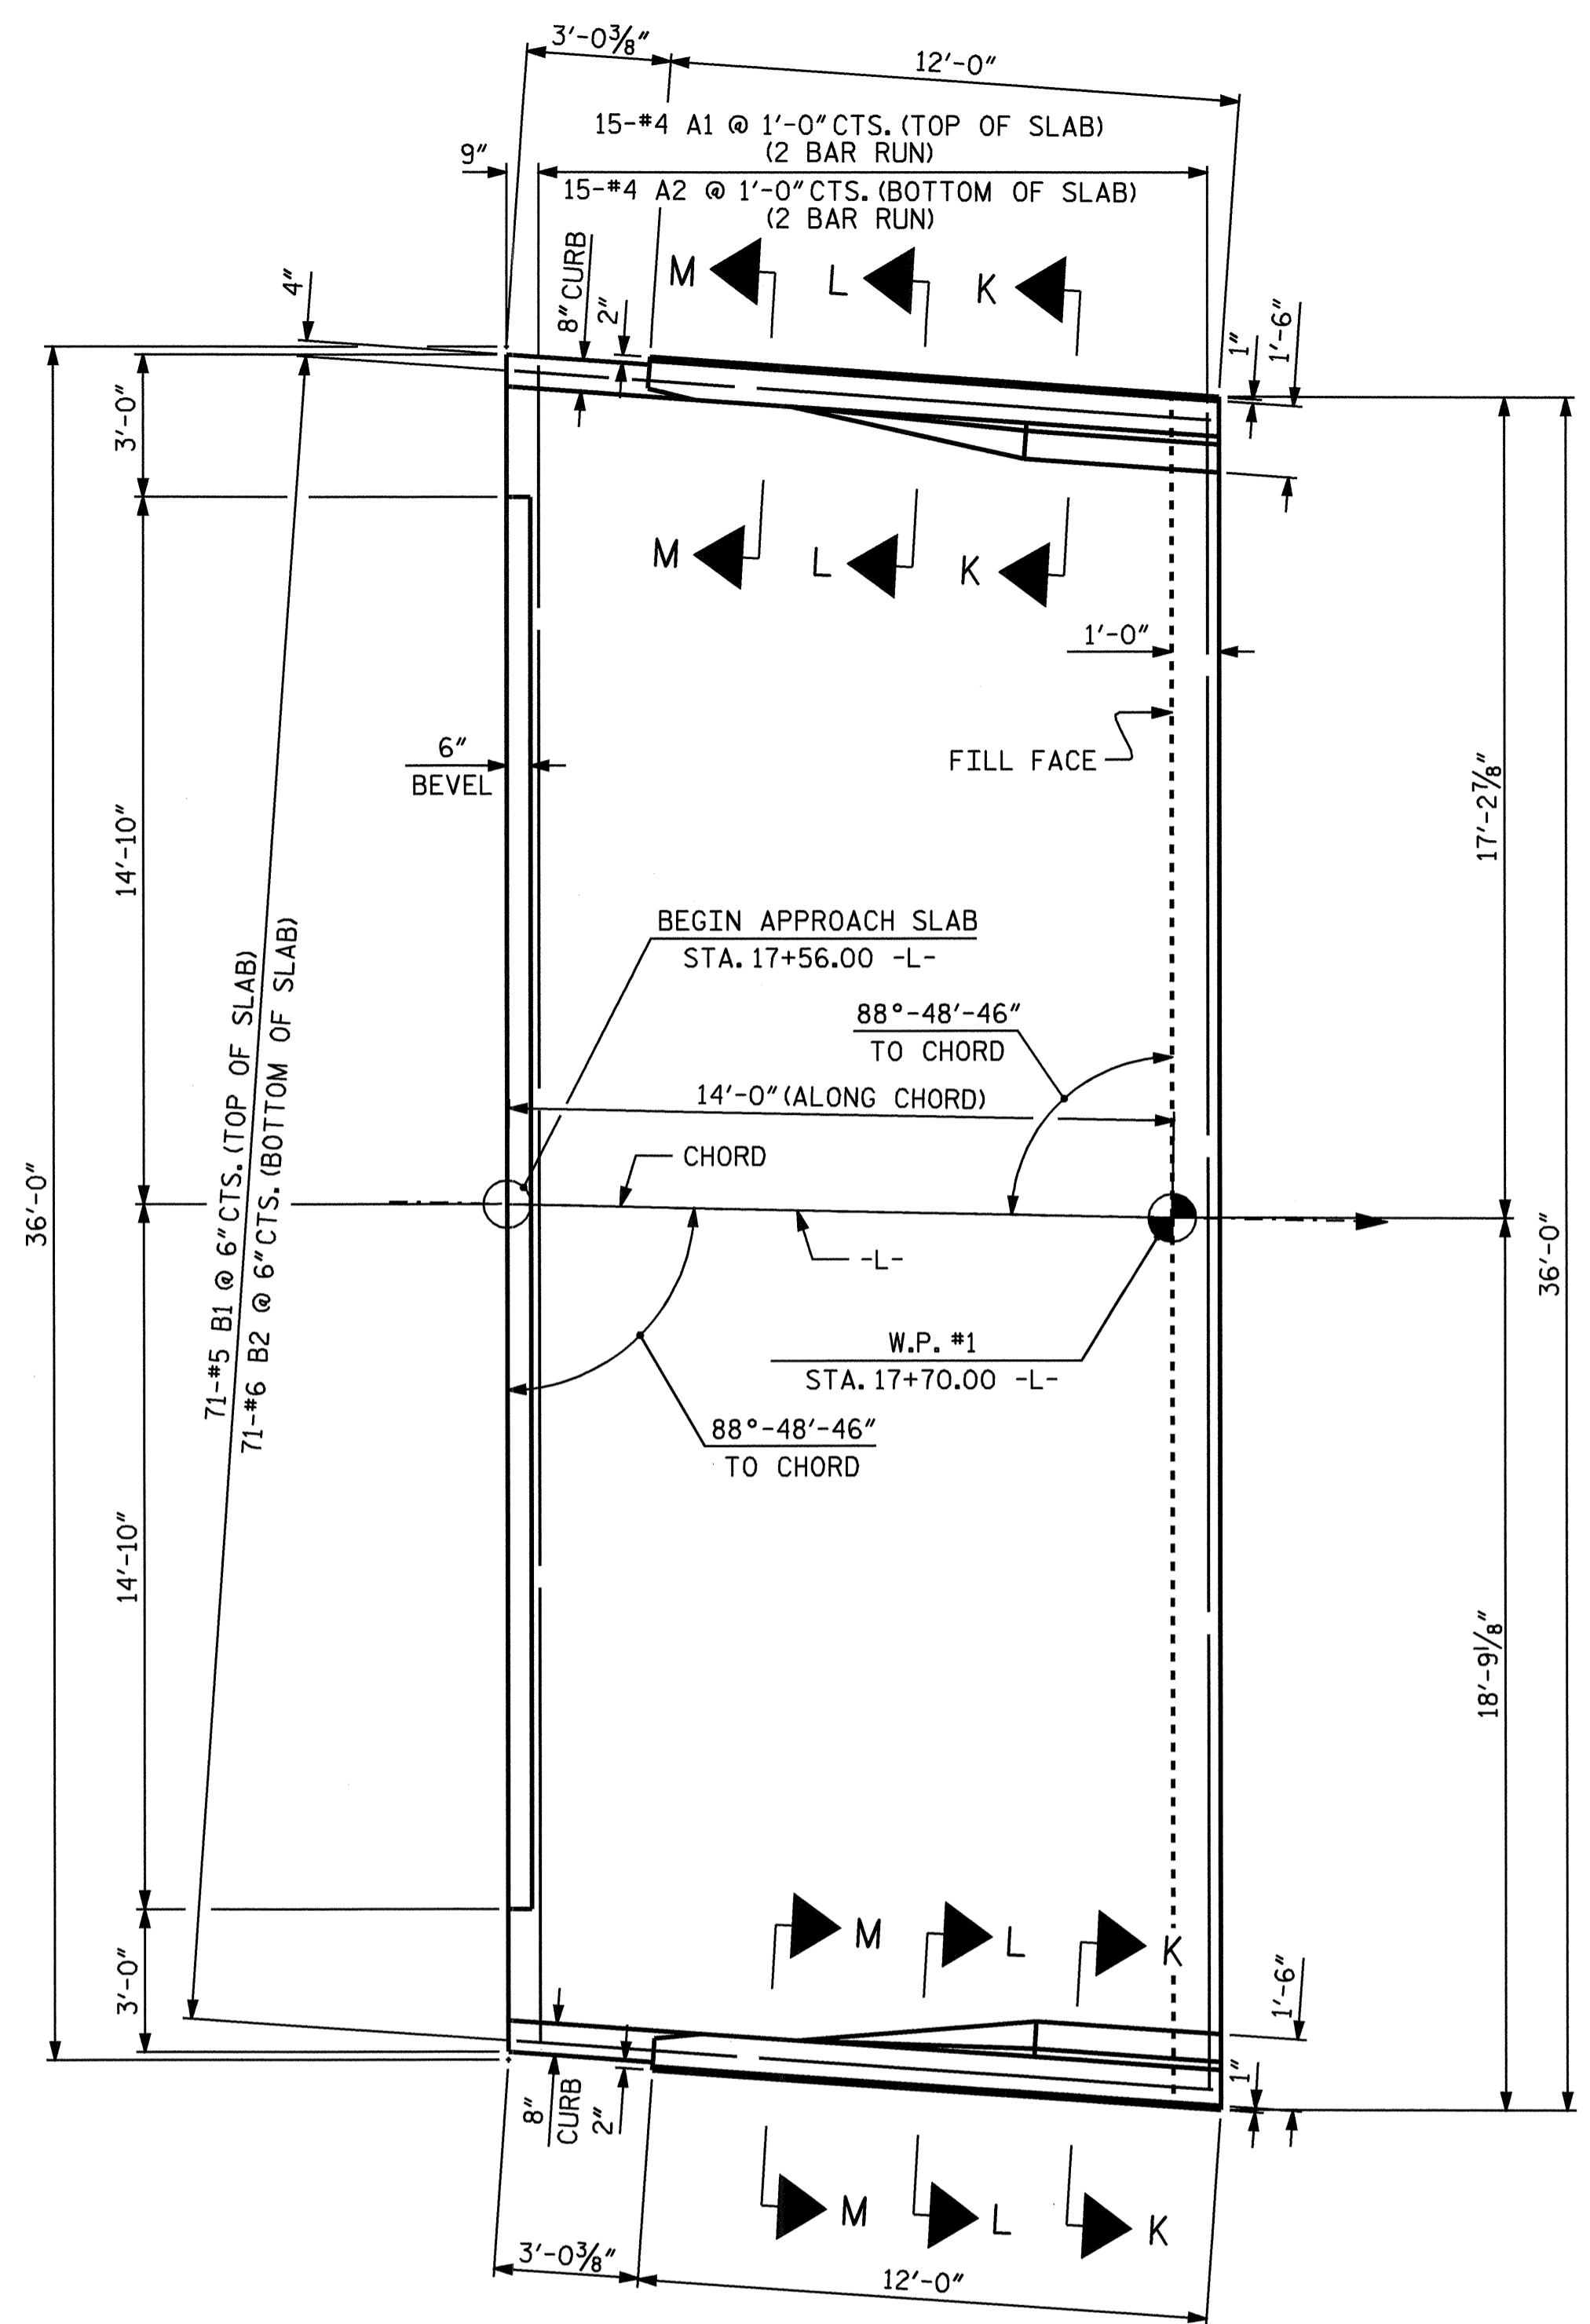 3'-0⅜"
12'-0"
15-#4 A1 @ 1'-0" CTS. (TOP OF SLAB)
(2 BAR RUN)
9"
15-#4 A2 @ 1'-0" CTS. (BOTTOM OF SLAB)
(2 BAR RUN)
4"
8" CURB
2"
M
L
K
1"
1'-6"
3'-0"
M
L
K
1'-0"
FILL FACE
6"
BEVEL
14'-10"
17'-2⅞"
BEGIN APPROACH SLAB
STA. 17+56.00 -L-
88°-48'-46"
TO CHORD
14'-0" (ALONG CHORD)
CHORD
71-#5 B1 @ 6" CTS. (TOP OF SLAB)
71-#6 B2 @ 6" CTS. (BOTTOM OF SLAB)
36'-0"
36'-0"
-L-
W.P. #1
STA. 17+70.00 -L-
88°-48'-46"
TO CHORD
14'-10"
18'-9⅛"
M
L
K
3'-0"
1'-6"
1"
8"
CURB
2"
M
L
K
3'-0⅜"
12'-0"